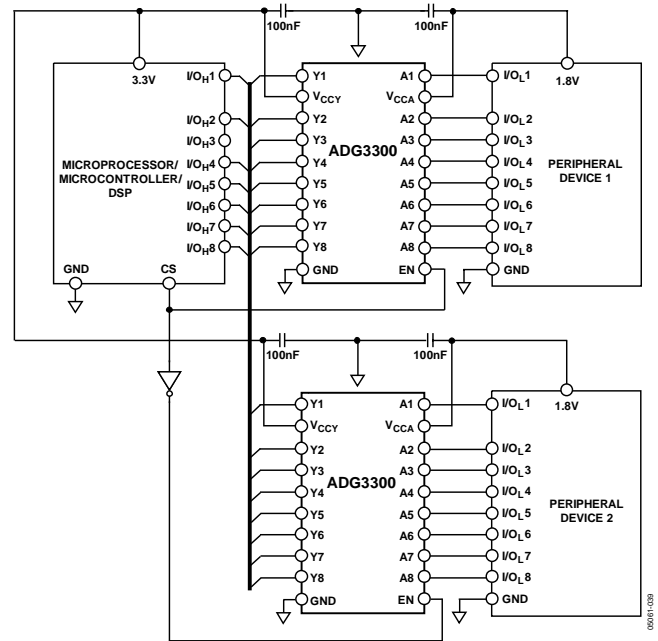 100nF 100nF
3.3V
I/OH1
I/OH2
I/OH3
I/OH4
I/OH5
I/OH6
I/OH7
I/OH8
MICROPROCESSOR/
MICROCONTROLLER/
DSP
GND
CS
Y1
VCCY
Y2
Y3
Y4
Y5
Y6
Y7
Y8
GND
ADG3300
A1
VCCA
A2
A3
A4
A5
A6
A7
A8
EN
I/OL1
I/OL2
I/OL3
I/OL4
I/OL5
I/OL6
I/OL7
I/OL8
GND
1.8V
PERIPHERAL
DEVICE 1
100nF 100nF
Y1
VCCY
Y2
Y3
Y4
Y5
Y6
Y7
Y8
GND
ADG3300
A1
VCCA
A2
A3
A4
A5
A6
A7
A8
EN
I/OL1
I/OL2
I/OL3
I/OL4
I/OL5
I/OL6
I/OL7
I/OL8
GND
1.8V
PERIPHERAL
DEVICE 2
05061-039